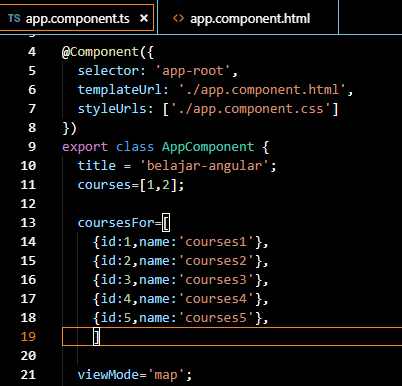 TS app.component.ts × <> app.component.html
4 @Component({
5 selector: 'app-root',
6 templateUrl: './app.component.html',
7 styleUrls: ['./app.component.css']
8 })
9 export class AppComponent {
10 title = 'belajar-angular';
11 courses=[1,2];
12
13 coursesFor=[
14 {id:1,name:'courses1'},
15 {id:2,name:'courses2'},
16 {id:3,name:'courses3'},
17 {id:4,name:'courses4'},
18 {id:5,name:'courses5'},
19 ]
20
21 viewMode='map';